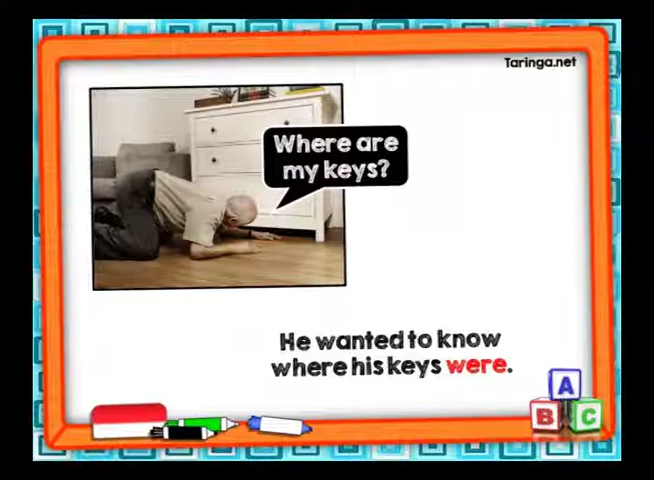 Taringa.net
Where are
my keys?
He wanted to know
where his keys were.
A
B C